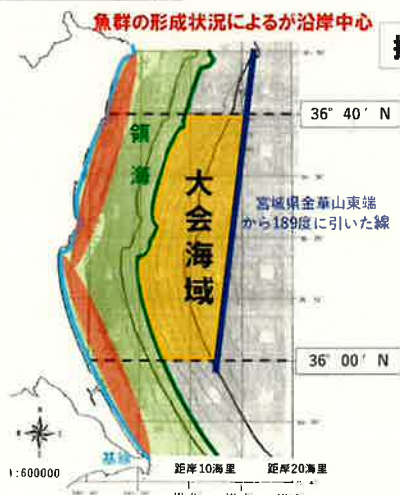 魚群の形成状況によるが沿岸中心
36° 40′ N
領海
大会海域
宮城県金華山東端
から189度に引いた線
36° 00′ N
基線
1:600000
距岸10海里
距岸20海里